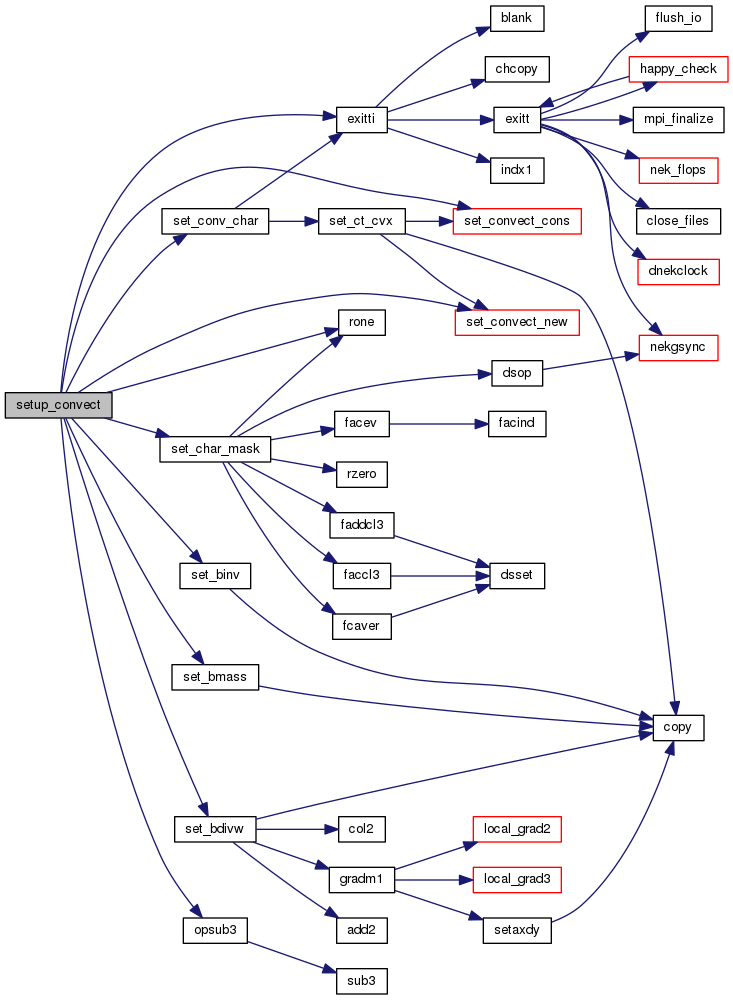 blank
flush_io
chcopy
happy_check
exitti
exitt
mpi_finalize
indx1
nek_flops
set_conv_char
set_ct_cvx
set_convect_cons
close_files
dnekclock
rone
set_convect_new
nekgsync
dsop
setup_convect
set_char_mask
facev
facind
rzero
faddcl3
set_binv
faccl3
dsset
fcaver
set_bmass
copy
set_bdivw
col2
local_grad2
gradm1
local_grad3
opsub3
add2
setaxdy
sub3